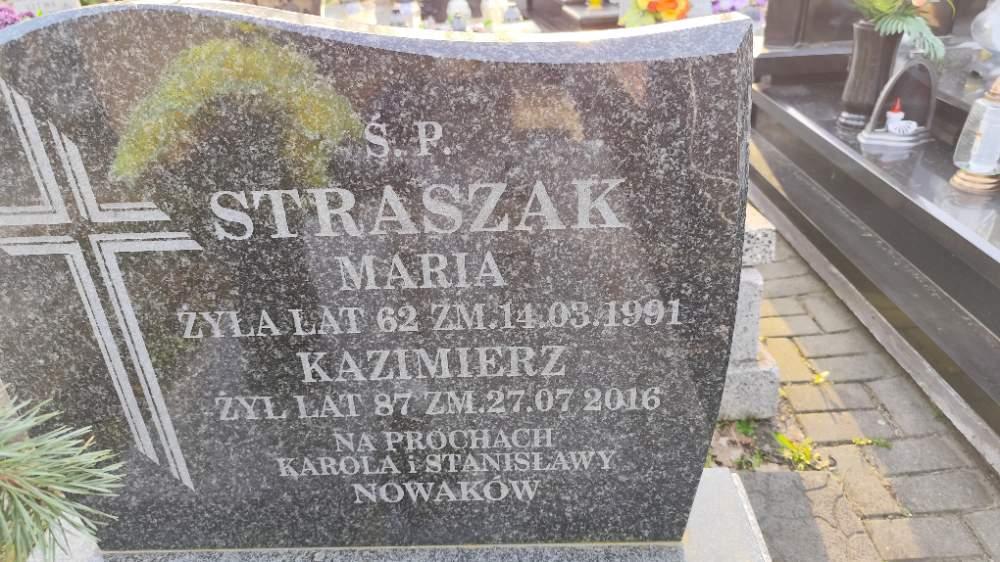 Ś. P.
STRASZAK
MARIA
ŻYŁA LAT 62 ZM.14.03.1991
KAZIMIERZ
ŻYŁ LAT 87 ZM.27.07 2016
NA PROCHACH
KAROLA i STANISŁAWY
NOWAKÓW